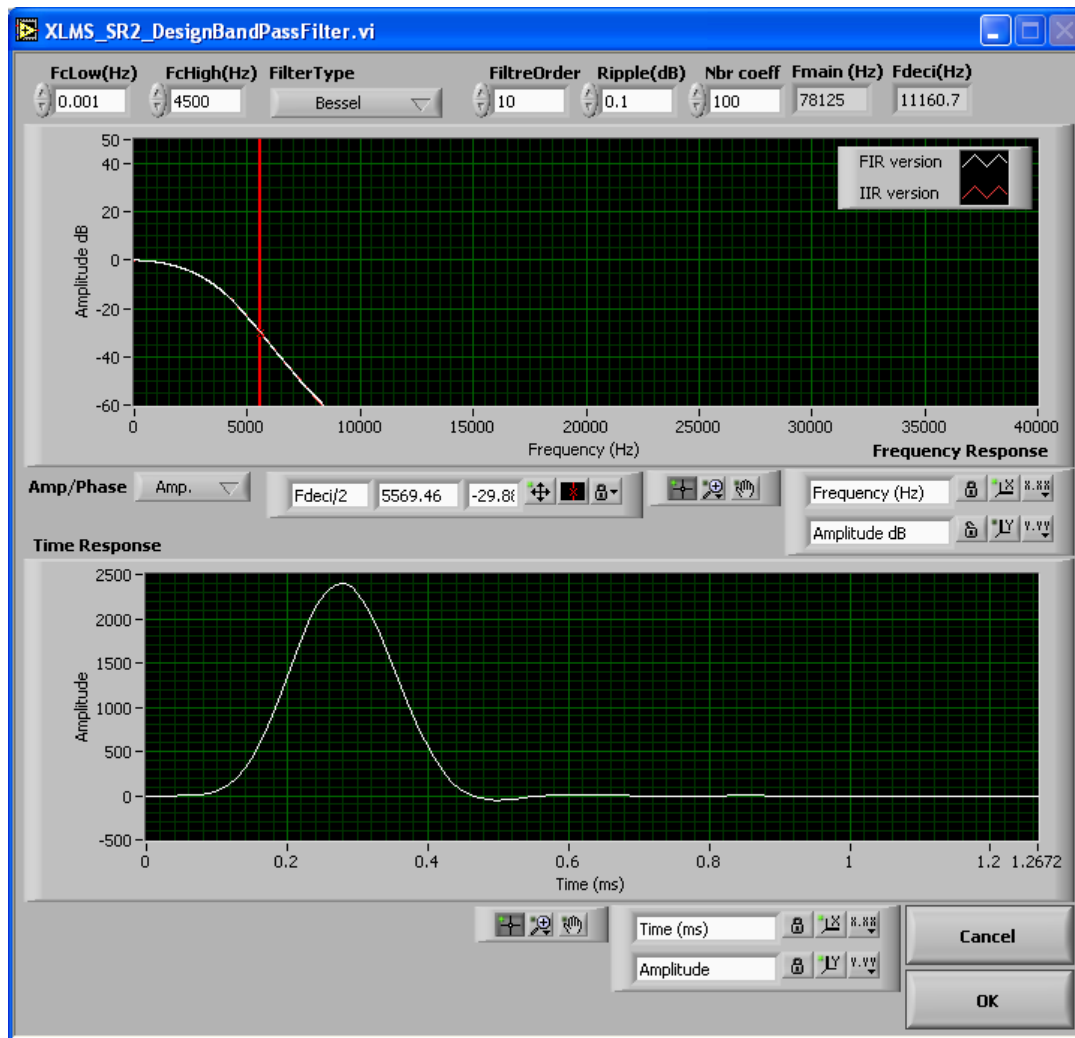 XLMS_SR2_DesignBandPassFilter.vi
FcLow(Hz) FcHigh(Hz) FilterType FiltreOrder Ripple(dB) Nbr coeff Fmain (Hz) Fdeci(Hz)
0.001 4500 Bessel 10 0.1 100 78125 11160.7
FIR version
IIR version
Amplitude dB
50
40
20
0
-20
-40
-60
0 5000 10000 15000 20000 25000 30000 35000 40000
Frequency (Hz)
Frequency Response
Amp/Phase Amp. Fdeci/2 5569.46 Frequency (Hz)
Amplitude dB
Time Response
Amplitude
2500
2000
1500
1000
500
0
-500
0 0.2 0.4 0.6 0.8 1 1.2 1.2672
Time (ms)
Time (ms)
Amplitude
Cancel
OK